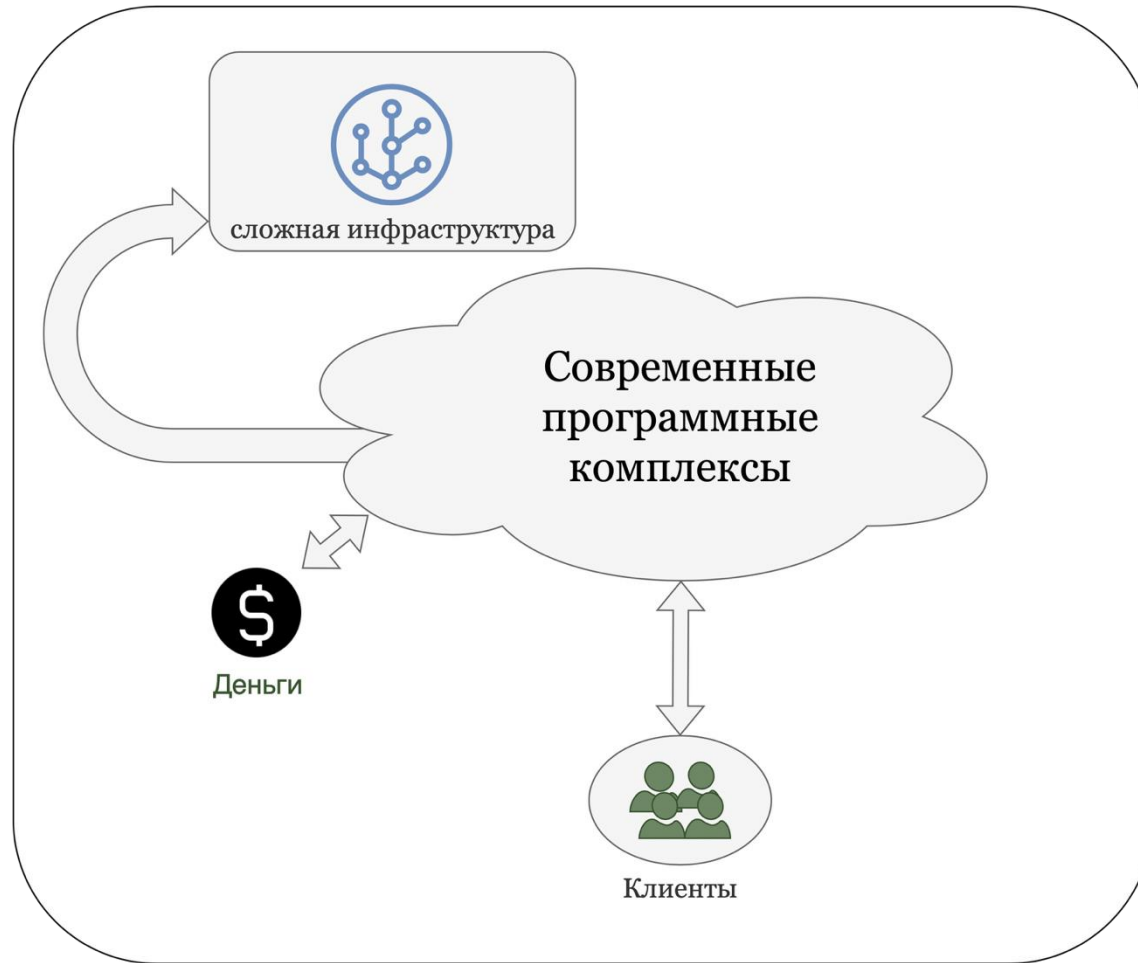 сложная инфраструктура
Современные
программные
комплексы
$
Деньги
Клиенты